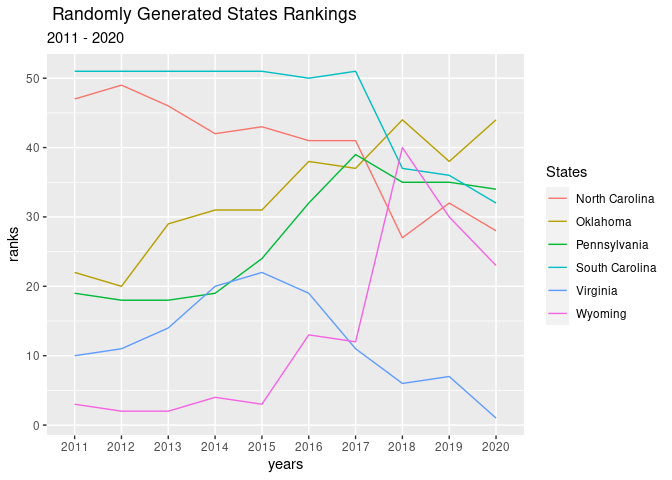 Randomly Generated States Rankings
2011 - 2020
50
40
30
20
10
0
ranks
2011 2012 2013 2014 2015 2016 2017 2018 2019 2020
years
States
North Carolina
Oklahoma
Pennsylvania
South Carolina
Virginia
Wyoming